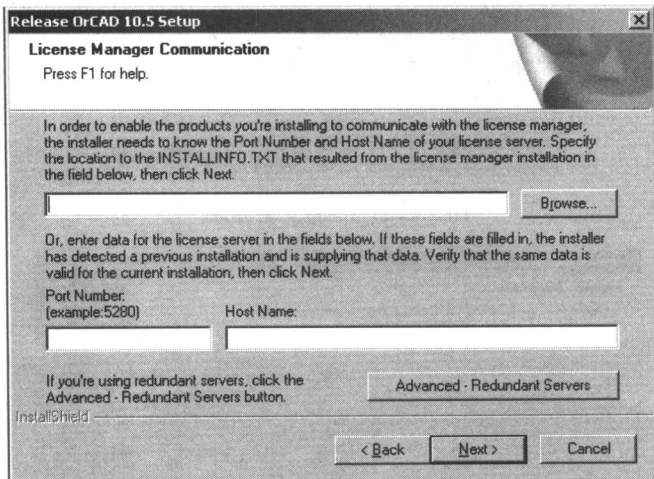 Release OrCAD 10.5 Setup
License Manager Communication
Press F1 for help.
In order to enable the products you're installing to communicate with the license manager,
the installer needs to know the Port Number and Host Name of your license server. Specify
the location to the INSTALLINFO.TXT that resulted from the license manager installation in
the field below, then click Next.
Browse...
Or, enter data for the license server in the fields below. If these fields are filled in, the installer
has detected a previous installation and is supplying that data. Verify that the same data is
valid for the current installation, then click Next.
Port Number:
(example:5280)
Host Name:
If you're using redundant servers, click the
Advanced - Redundant Servers button.
Advanced - Redundant Servers
InstallShield
< Back
Next >
Cancel